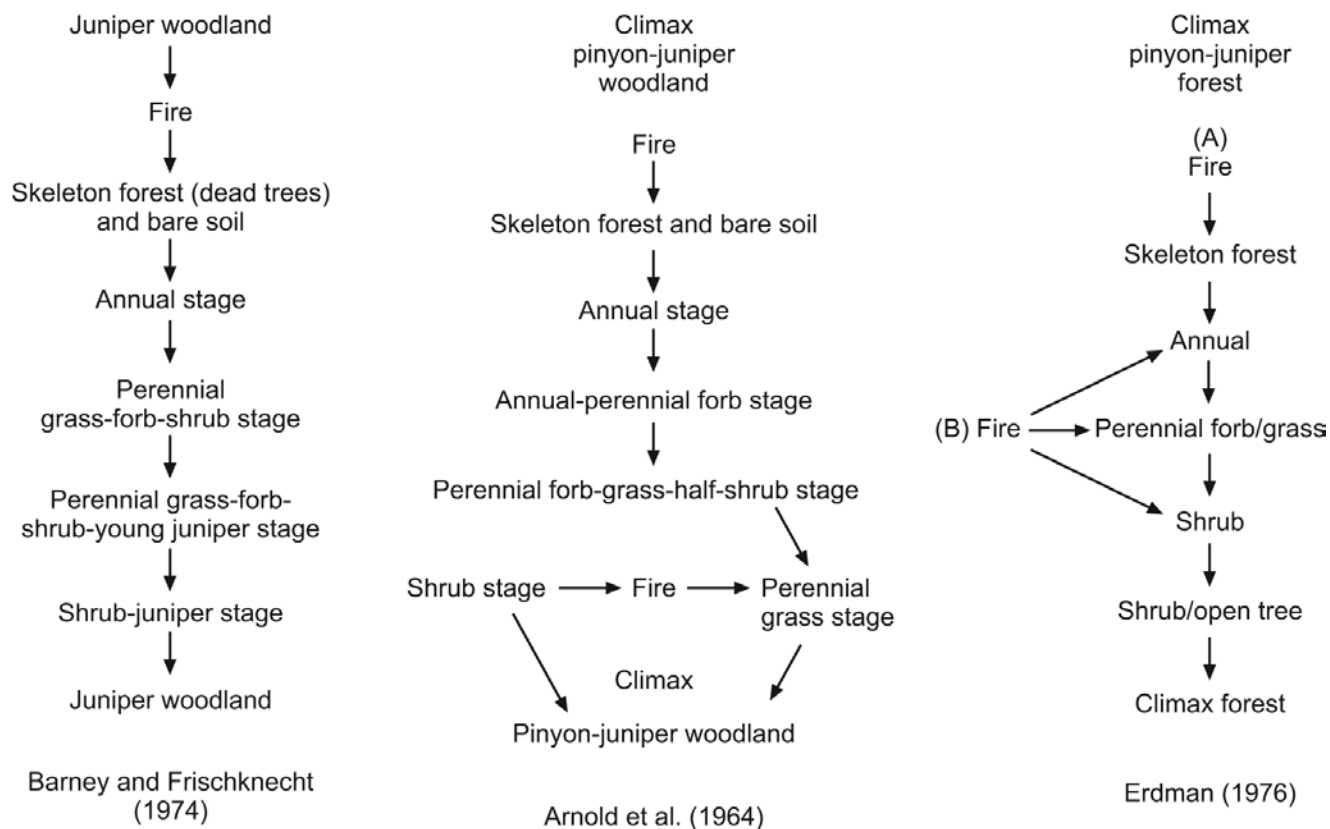 Juniper woodland
Fire
Skeleton forest (dead trees)
and bare soil
Annual stage
Perennial
grass-forb-shrub stage
Perennial grass-forb-
shrub-young juniper stage
Shrub-juniper stage
Juniper woodland
Barney and Frischknecht
(1974)
Climax
pinyon-juniper
woodland
Fire
Skeleton forest and bare soil
Annual stage
Annual-perennial forb stage
Perennial forb-grass-half-shrub stage
Shrub stage
Fire
Perennial
grass stage
Climax
Pinyon-juniper woodland
Arnold et al. (1964)
Climax
pinyon-juniper
forest
(A)
Fire
Skeleton forest
Annual
(B) Fire
Perennial forb/grass
Shrub
Shrub/open tree
Climax forest
Erdman (1976)